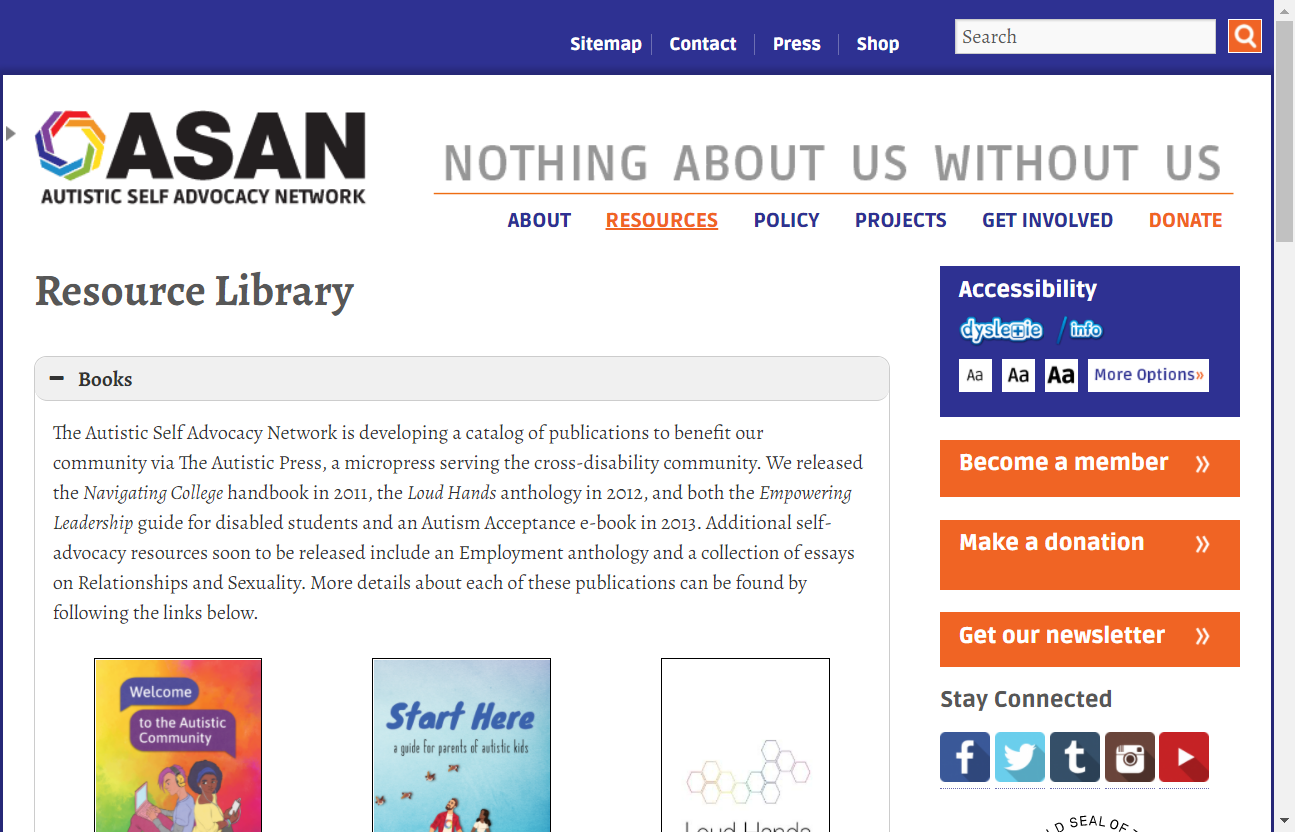 Sitemap
Contact
Press
Shop
Search
ASAN
AUTISTIC SELF ADVOCACY NETWORK
NOTHING ABOUT US WITHOUT US
ABOUT
RESOURCES
POLICY
PROJECTS
GET INVOLVED
DONATE
Resource Library
Books
The Autistic Self Advocacy Network is developing a catalog of publications to benefit our
community via The Autistic Press, a micropress serving the cross-disability community. We released
the Navigating College handbook in 2011, the Loud Hands anthology in 2012, and both the Empowering
Leadership guide for disabled students and an Autism Acceptance e-book in 2013. Additional self-
advocacy resources soon to be released include an Employment anthology and a collection of essays
on Relationships and Sexuality. More details about each of these publications can be found by
following the links below.
Welcome
to the Autistic
Community
Start Here
a guide for parents of autistic kids
Loud Hands
Accessibility
dyslexie / info
Aa
Aa
Aa
More Options»
Become a member »
Make a donation »
Get our newsletter »
Stay Connected
SEAL OF